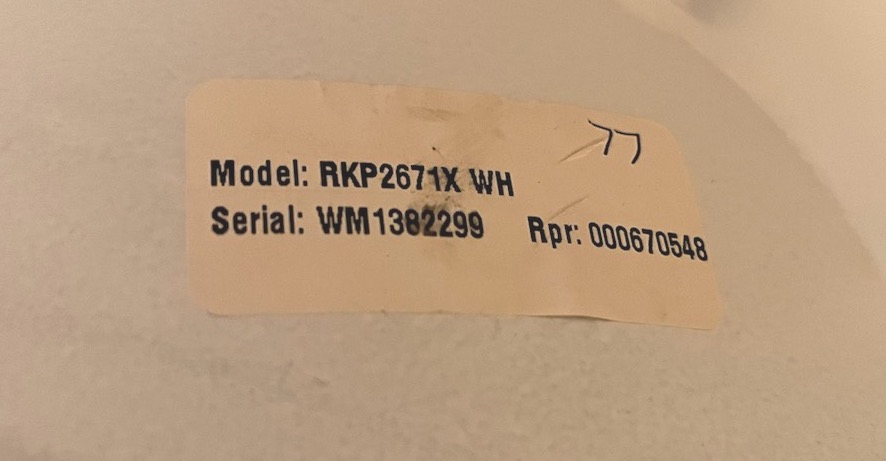 77
Model: RKP2671X WH
Serial: WM1382299 Rpr: 000670548